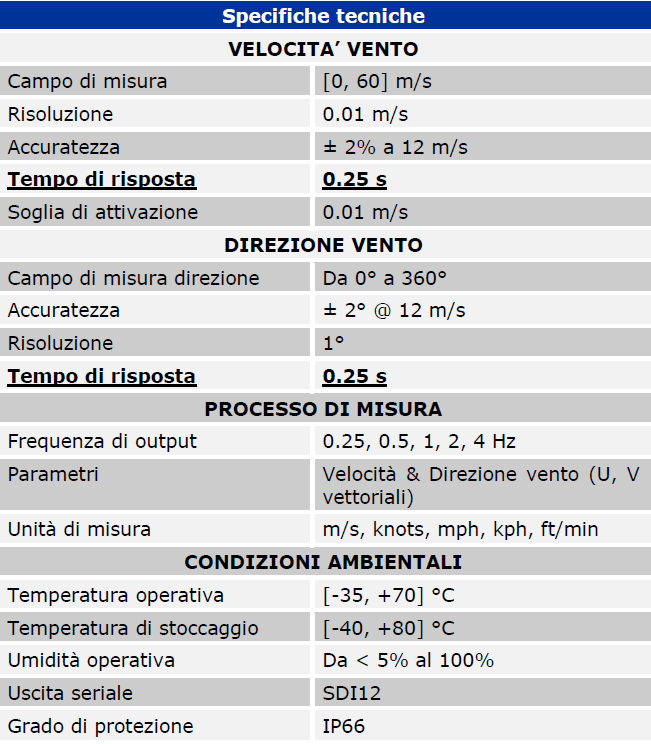 Specifiche tecniche
VELOCITA’ VENTO
Campo di misura [0, 60] m/s
Risoluzione 0.01 m/s
Accuratezza ± 2% a 12 m/s
Tempo di risposta 0.25 s
Soglia di attivazione 0.01 m/s
DIREZIONE VENTO
Campo di misura direzione Da 0° a 360°
Accuratezza ± 2° @ 12 m/s
Risoluzione 1°
Tempo di risposta 0.25 s
PROCESSO DI MISURA
Frequenza di output 0.25, 0.5, 1, 2, 4 Hz
Parametri Velocità & Direzione vento (U, V
vettoriali)
Unità di misura m/s, knots, mph, kph, ft/min
CONDIZIONI AMBIENTALI
Temperatura operativa [-35, +70] °C
Temperatura di stoccaggio [-40, +80] °C
Umidità operativa Da < 5% al 100%
Uscita seriale SDI12
Grado di protezione IP66